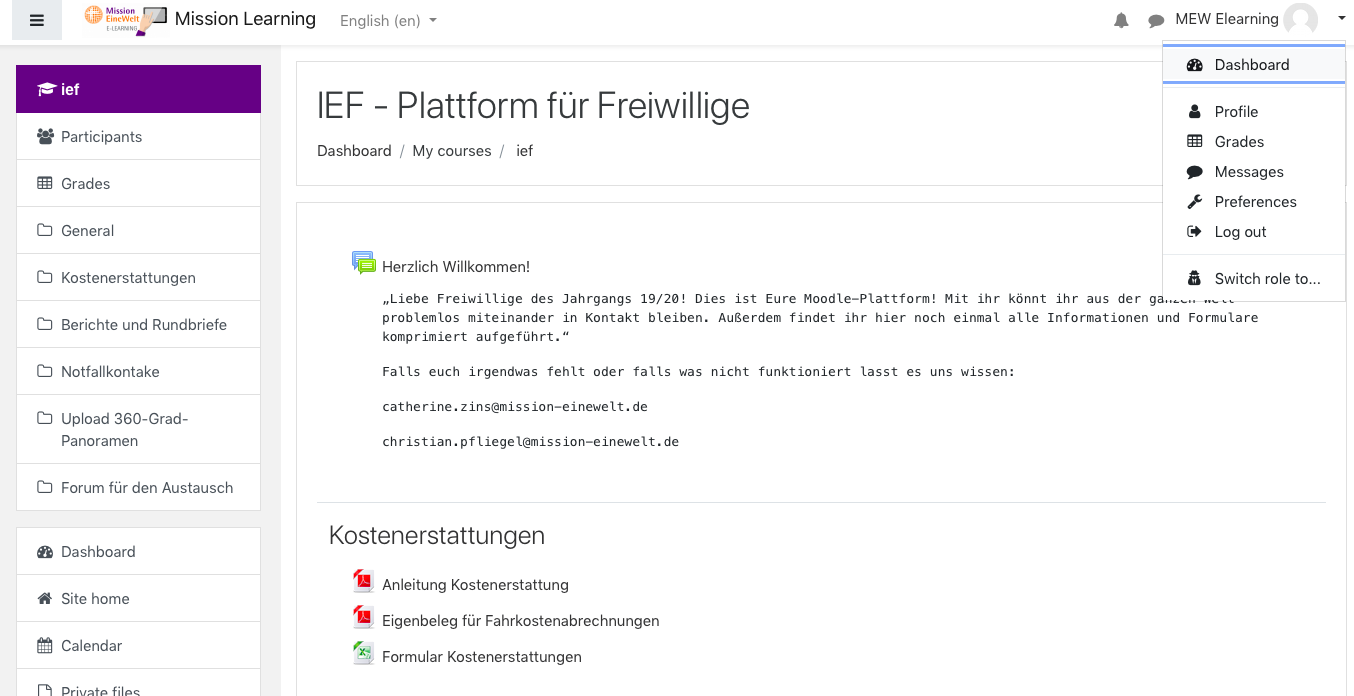 Mission
EineWelt
E-LEARNING
Mission Learning
English (en)
MEW Elearning
Dashboard
Profile
Grades
Messages
Preferences
Log out
Switch role to...
ief
Participants
Grades
General
Kostenerstattungen
Berichte und Rundbriefe
Notfallkontake
Upload 360-Grad-
Panoramen
Forum für den Austausch
Dashboard
Site home
Calendar
Private files
IEF - Plattform für Freiwillige
Dashboard / My courses / ief
Herzlich Willkommen!
„Liebe Freiwillige des Jahrgangs 19/20! Dies ist Eure Moodle-Plattform! Mit ihr könnt ihr aus der ganzen Welt
problemlos miteinander in Kontakt bleiben. Außerdem findet ihr hier noch einmal alle Informationen und Formulare
komprimiert aufgeführt.“
Falls euch irgendwas fehlt oder falls was nicht funktioniert lasst es uns wissen:
catherine.zins@mission-einewelt.de
christian.pfliegel@mission-einewelt.de
Kostenerstattungen
Anleitung Kostenerstattung
Eigenbeleg für Fahrkostenabrechnungen
Formular Kostenerstattungen